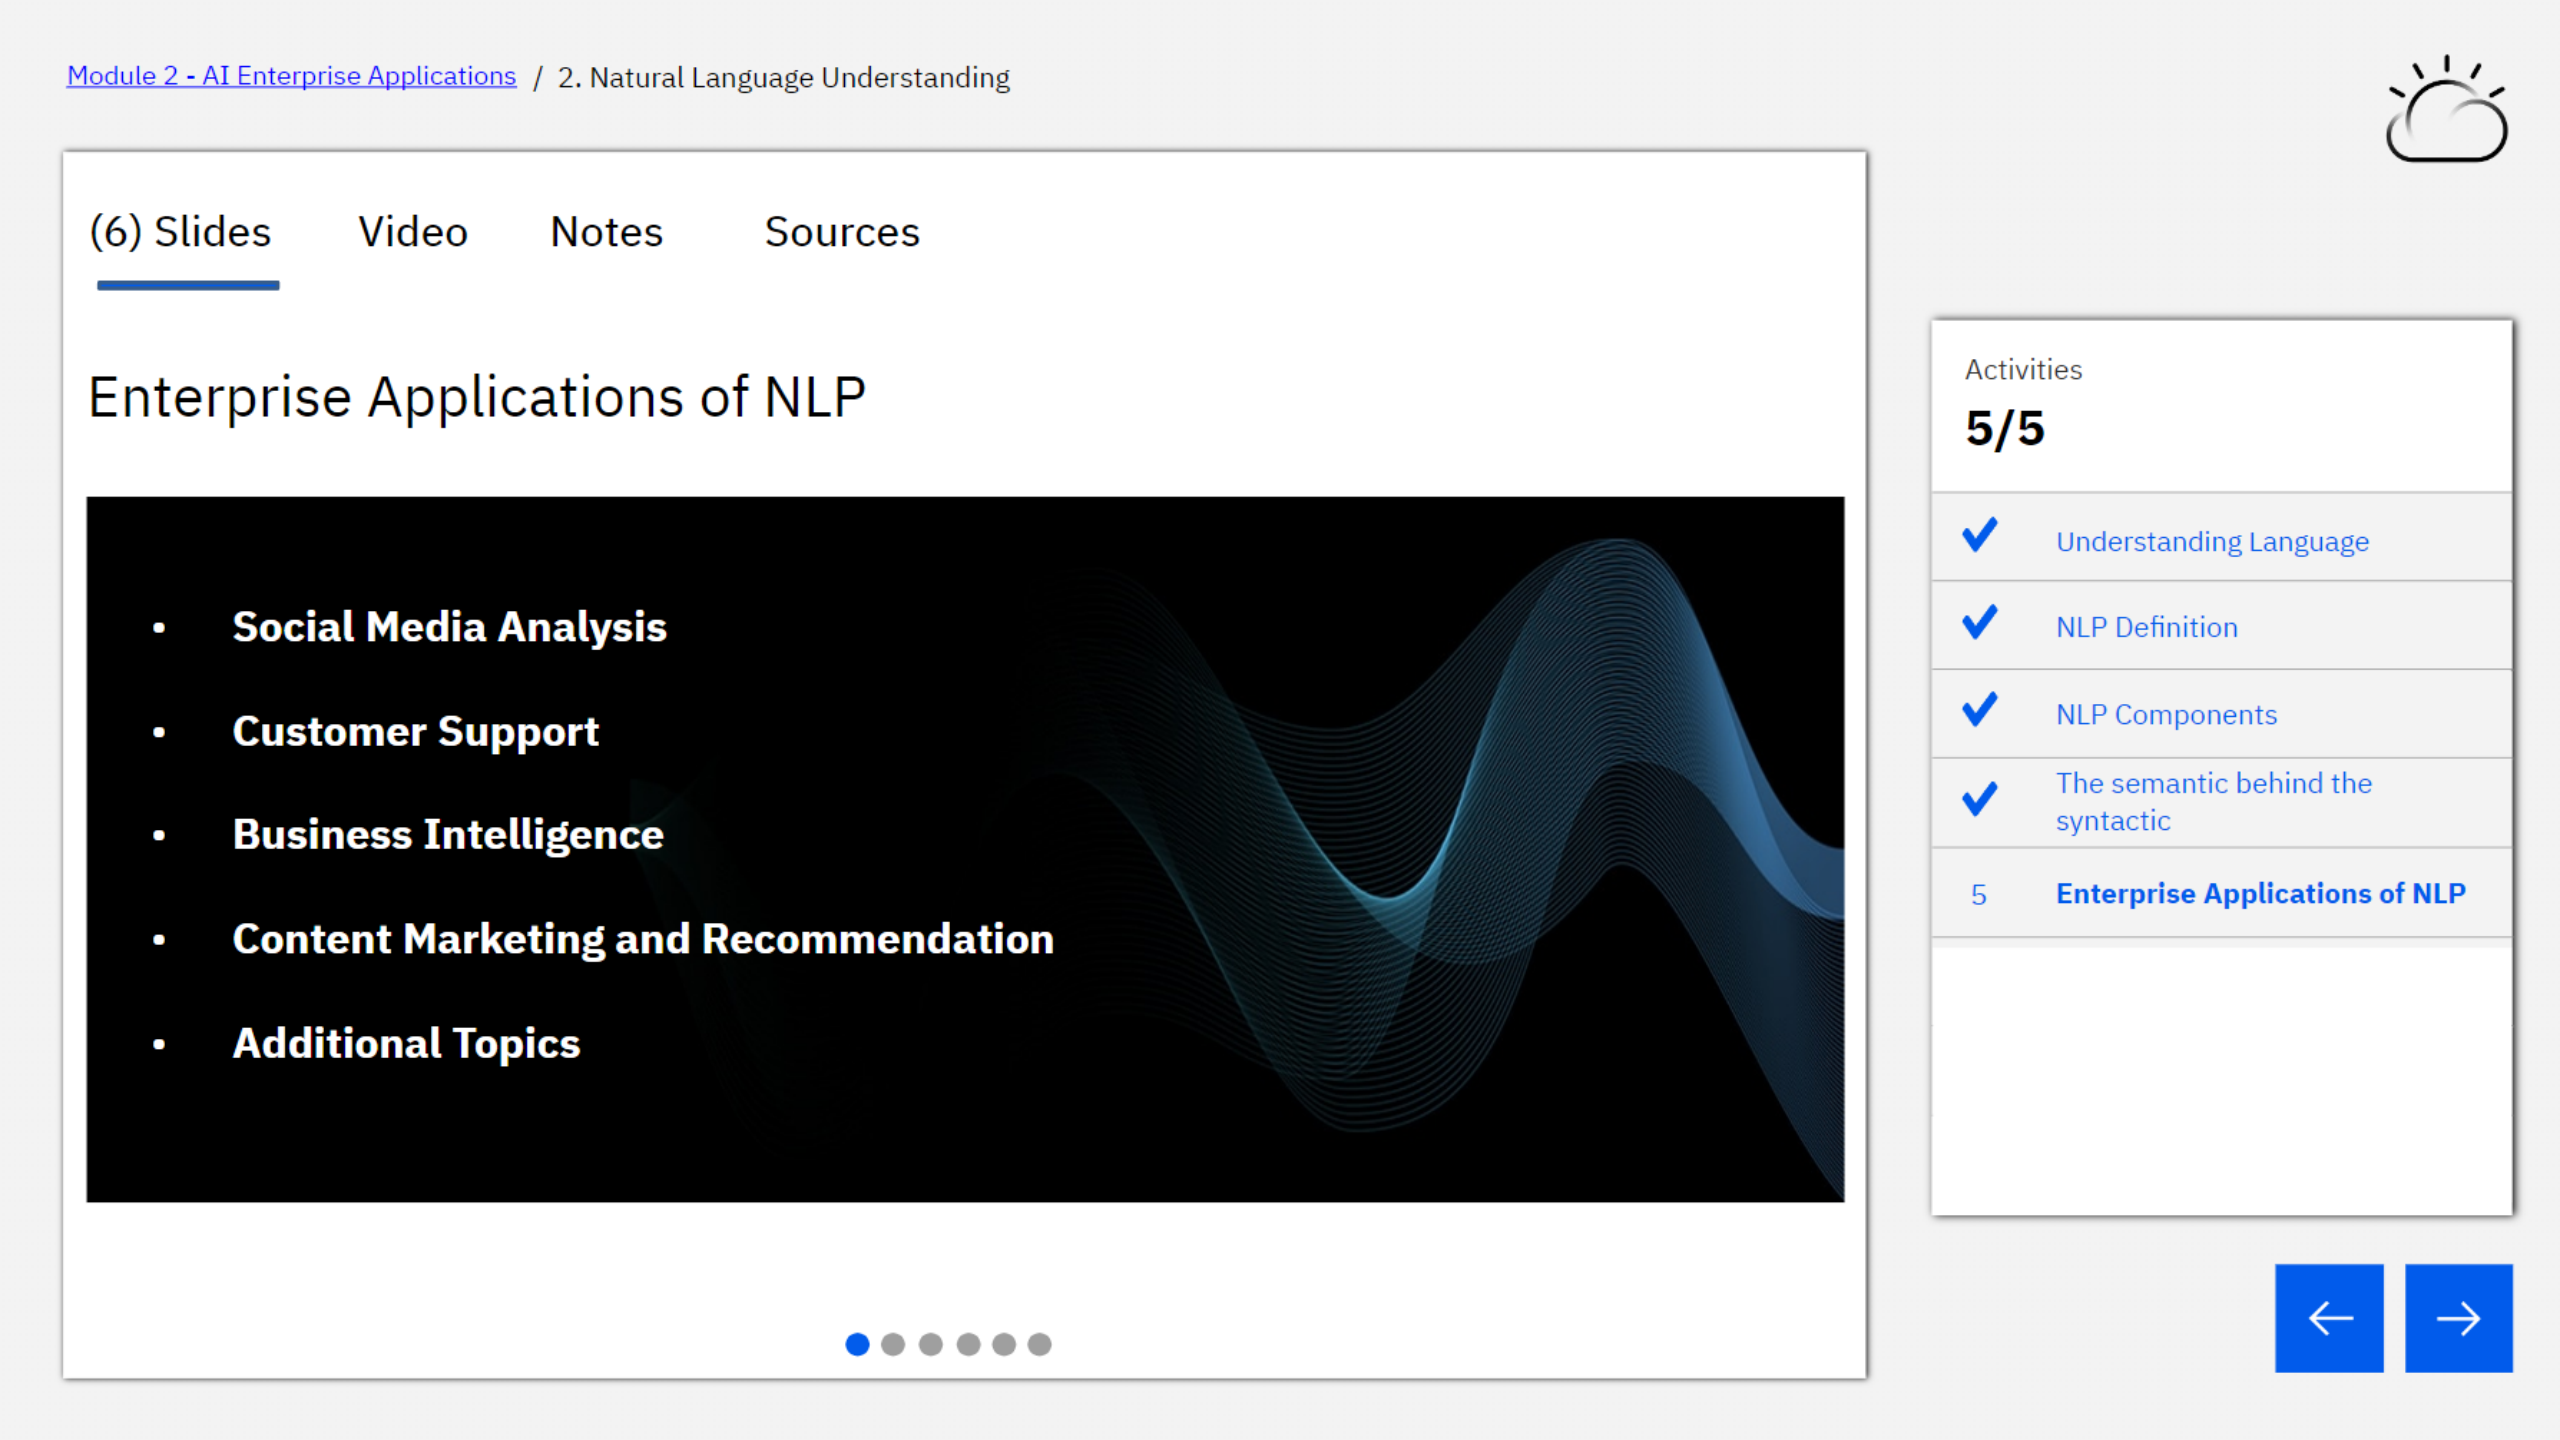 Module 2 - AI Enterprise Applications / 2. Natural Language Understanding
(6) Slides Video Notes Sources
Enterprise Applications of NLP
• Social Media Analysis
• Customer Support
• Business Intelligence
• Content Marketing and Recommendation
• Additional Topics
Activities
5/5
Understanding Language
NLP Definition
NLP Components
The semantic behind the
syntactic
5 Enterprise Applications of NLP